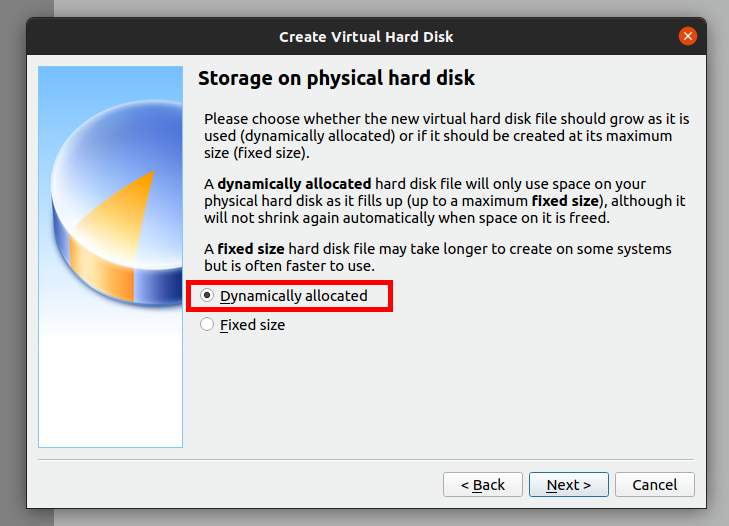 Create Virtual Hard Disk
Storage on physical hard disk
Please choose whether the new virtual hard disk file should grow as it is
used (dynamically allocated) or if it should be created at its maximum
size (fixed size).
A dynamically allocated hard disk file will only use space on your
physical hard disk as it fills up (up to a maximum fixed size), although it
will not shrink again automatically when space on it is freed.
A fixed size hard disk file may take longer to create on some systems
but is often faster to use.
Dynamically allocated
Fixed size
< Back
Next >
Cancel